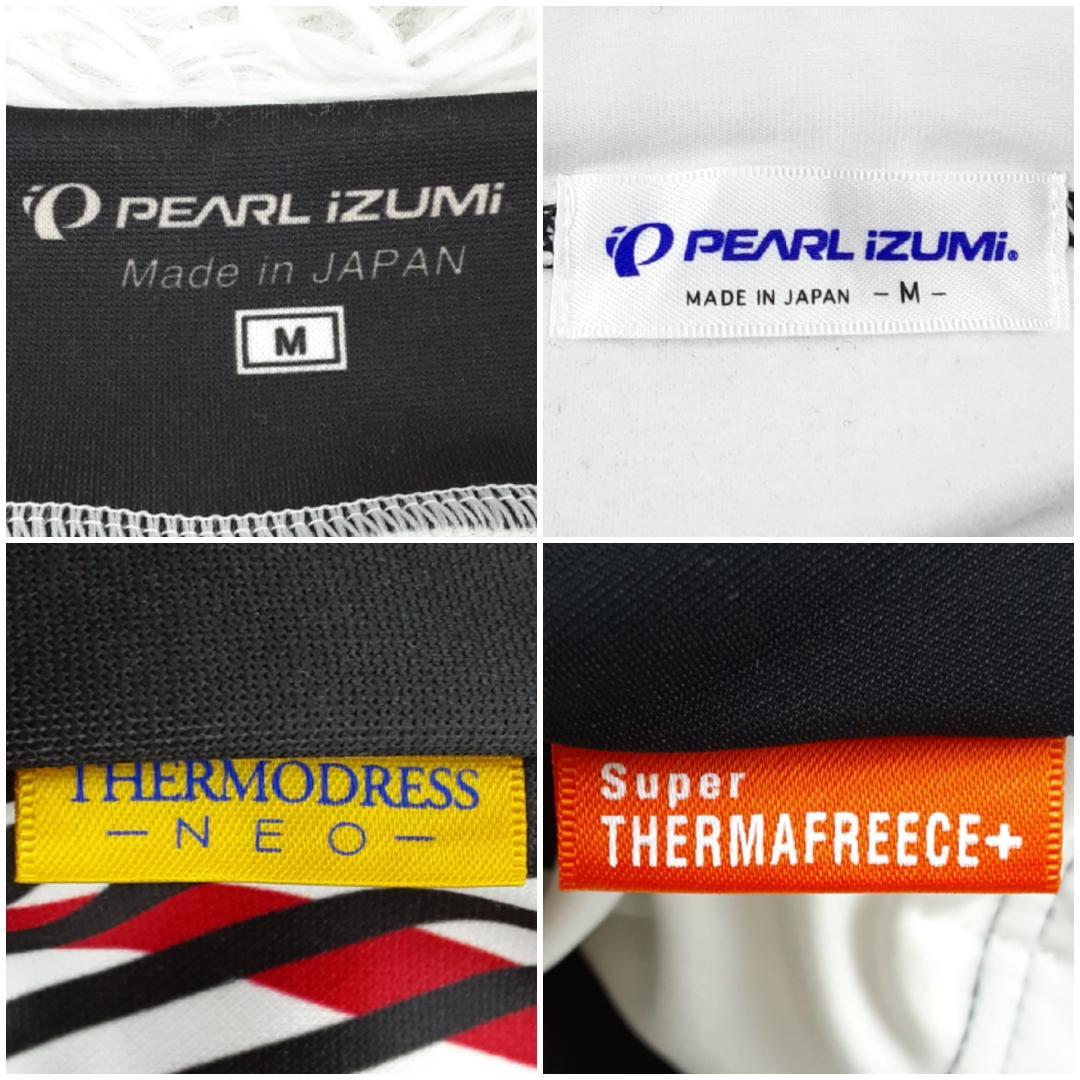 PEARL iZUMi
Made in JAPAN
M
PEARL iZUMi®
MADE IN JAPAN - M -
THERMODRESS
- NEO -
Super
THERMAFREECE+